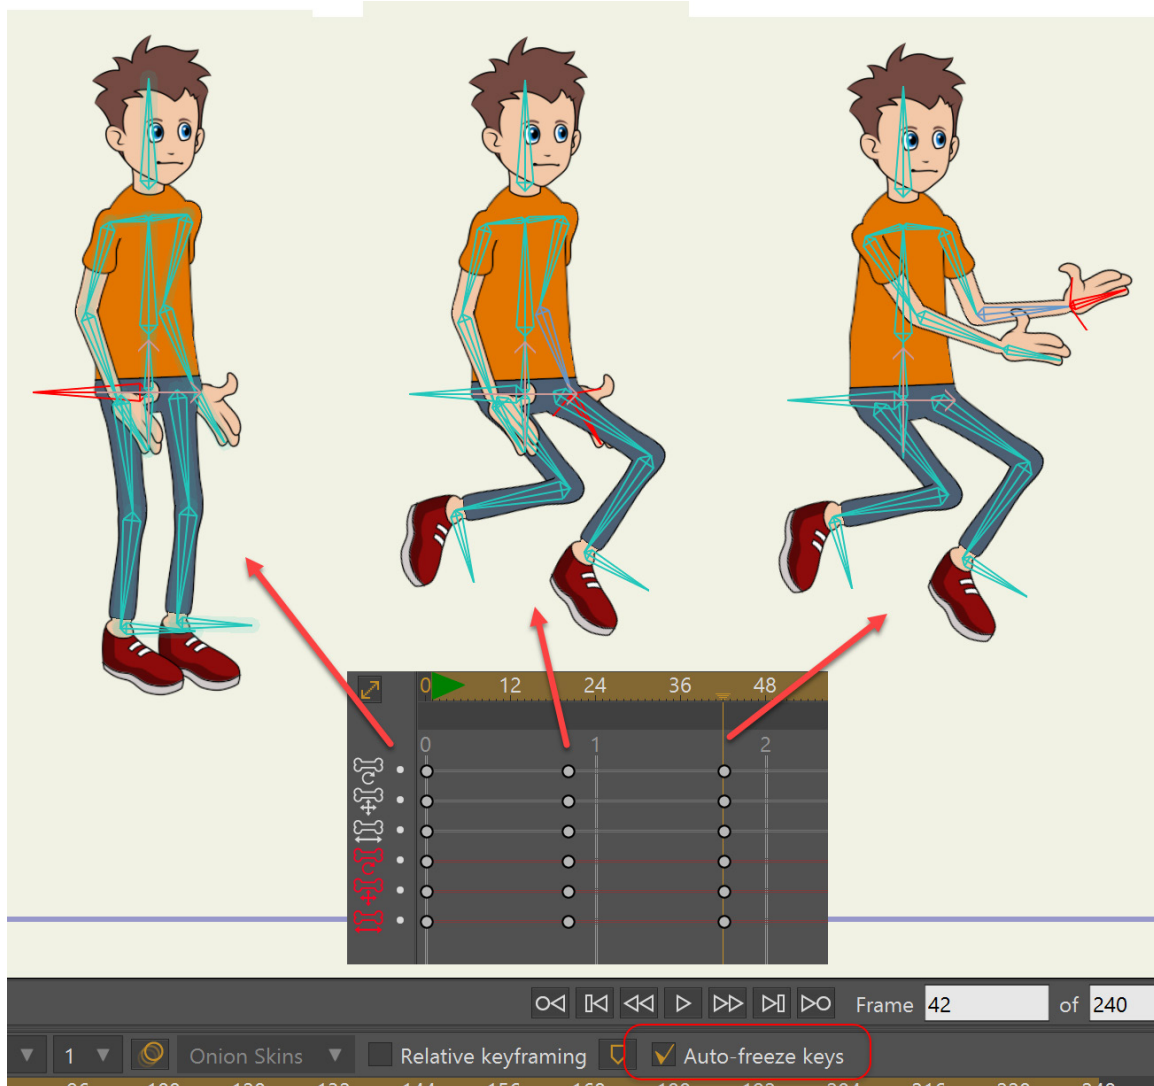 0 12 24 36 48
0 1 2
Frame 42 of 240
1 Onion Skins Relative keyframing Auto-freeze keys